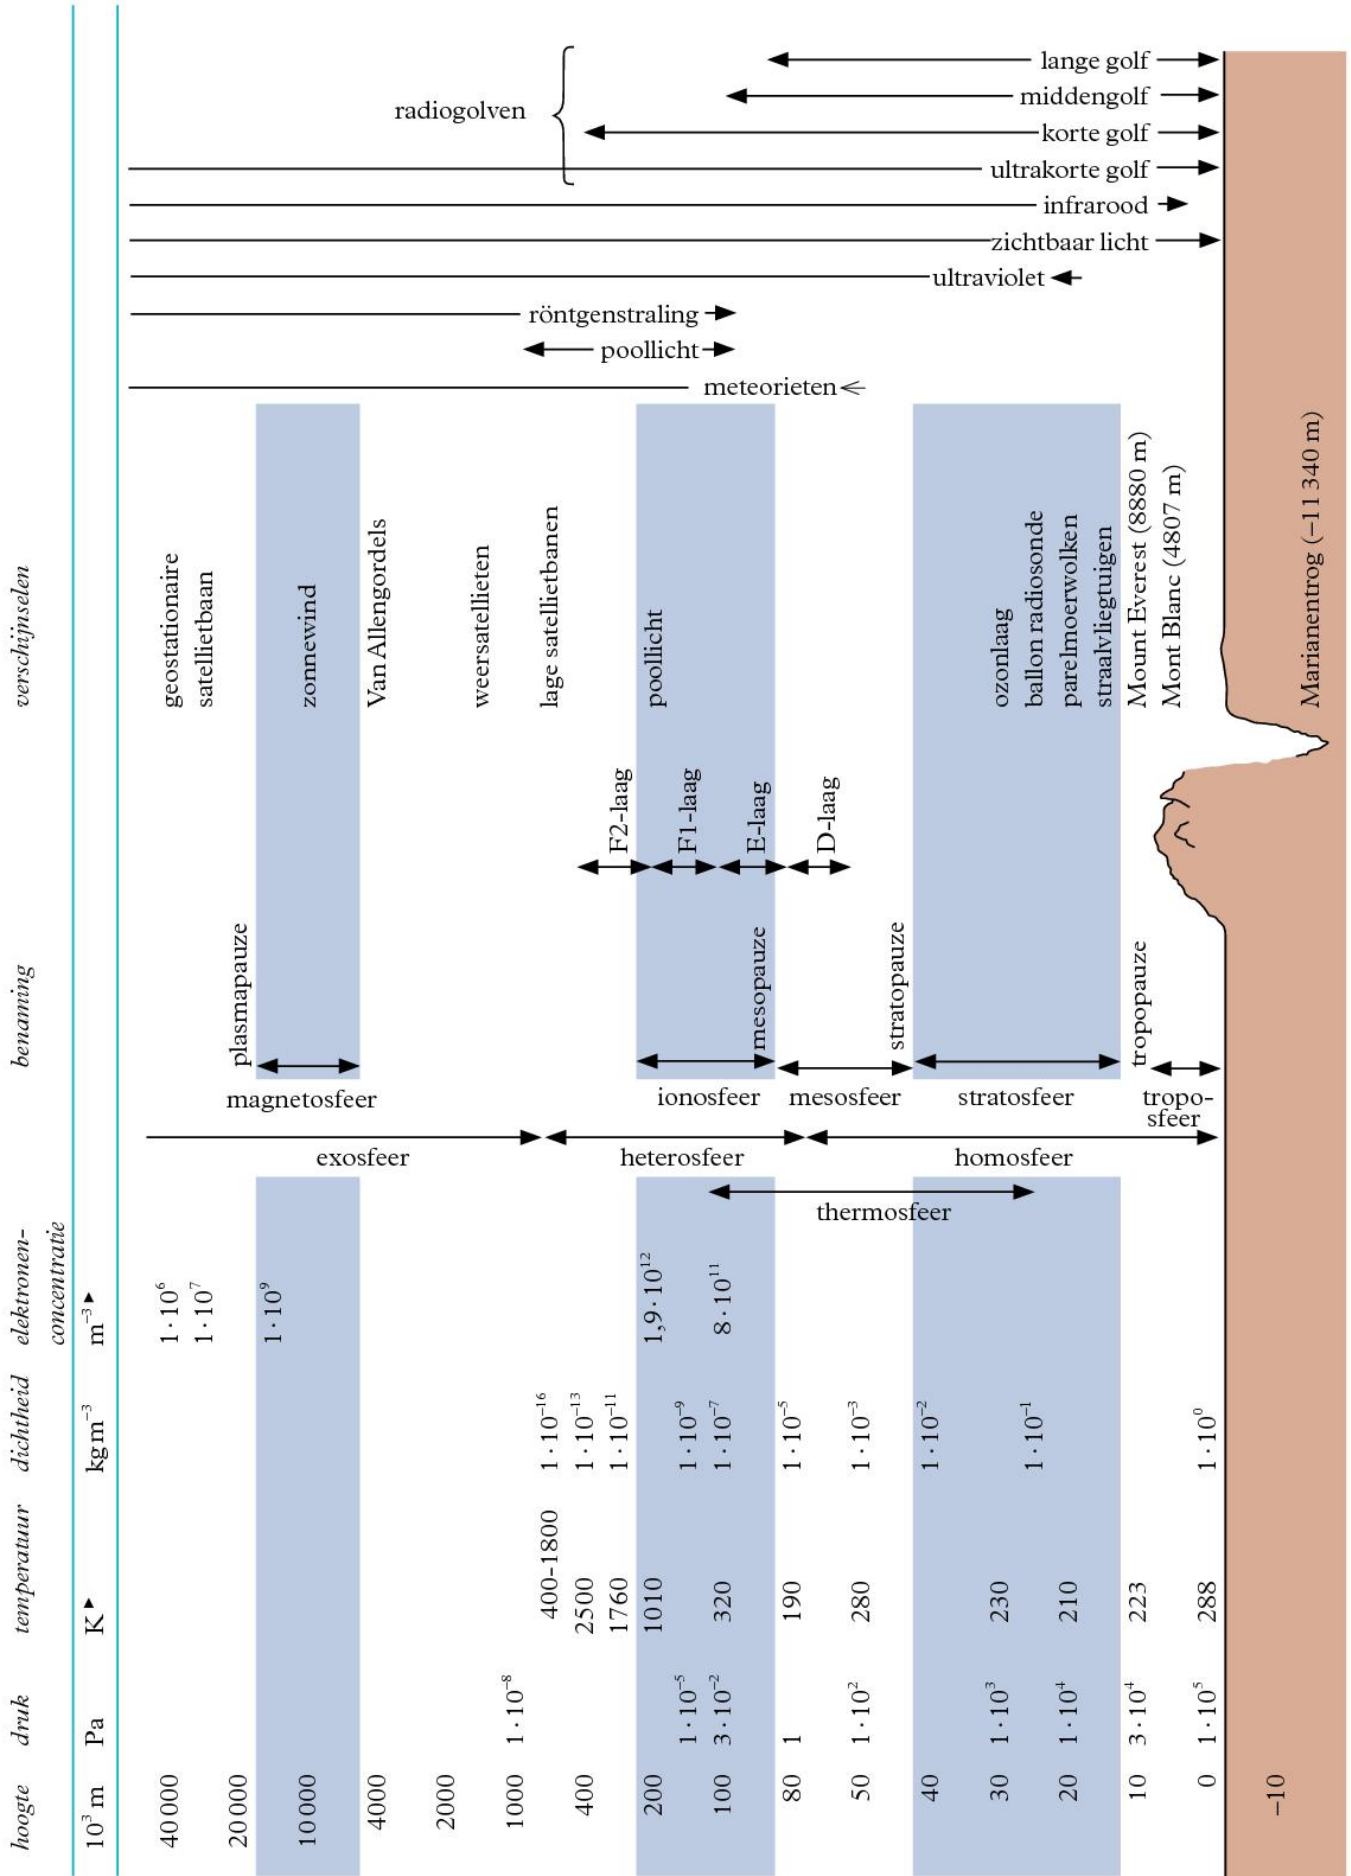 hoogte druk temperatuur dichtheid elektronen-
concentratie benaming verschijnselen
10³ m Pa K▸ kg m⁻³ m⁻³▸
40 000 1 · 10⁶ geostationaire
1 · 10⁷ satellietbaan
20 000 plasmapauze
1 · 10⁹
10 000 magnetosfeer zonnewind
4000 Van Allengordels
2000 weersatellieten
1000 1 · 10⁻⁸
exosfeer
400-1800 1 · 10⁻¹⁶ lage satellietbanen
400 2500 1 · 10⁻¹³
1760 1 · 10⁻¹¹ F2-laag
200 1010 1,9 · 10¹² poollicht
1 · 10⁻⁵ 1 · 10⁻⁹ F1-laag
heterosfeer
ionosfeer
100 3 · 10⁻² 320 1 · 10⁻⁷ 8 · 10¹¹
mesopauze E-laag
80 1 190 1 · 10⁻⁵
D-laag
mesosfeer
50 1 · 10² 280 1 · 10⁻³
thermosfeer
stratopauze
40 1 · 10⁻²
30 1 · 10³ 230 ozonlaag
homosfeer
stratosfeer
1 · 10⁻¹ ballon radiosonde
20 1 · 10⁴ 210 parelmoerwolken
straalvliegtuigen
10 3 · 10⁴ 223 tropopauze Mount Everest (8880 m)
Mont Blanc (4807 m)
tropo-
sfeer
0 1 · 10⁵ 288 1 · 10⁰
−10
Marianentrog (−11 340 m)
radiogolven
lange golf
middengolf
korte golf
ultrakorte golf
infrarood
zichtbaar licht
ultraviolet
röntgenstraling
poollicht
meteorieten